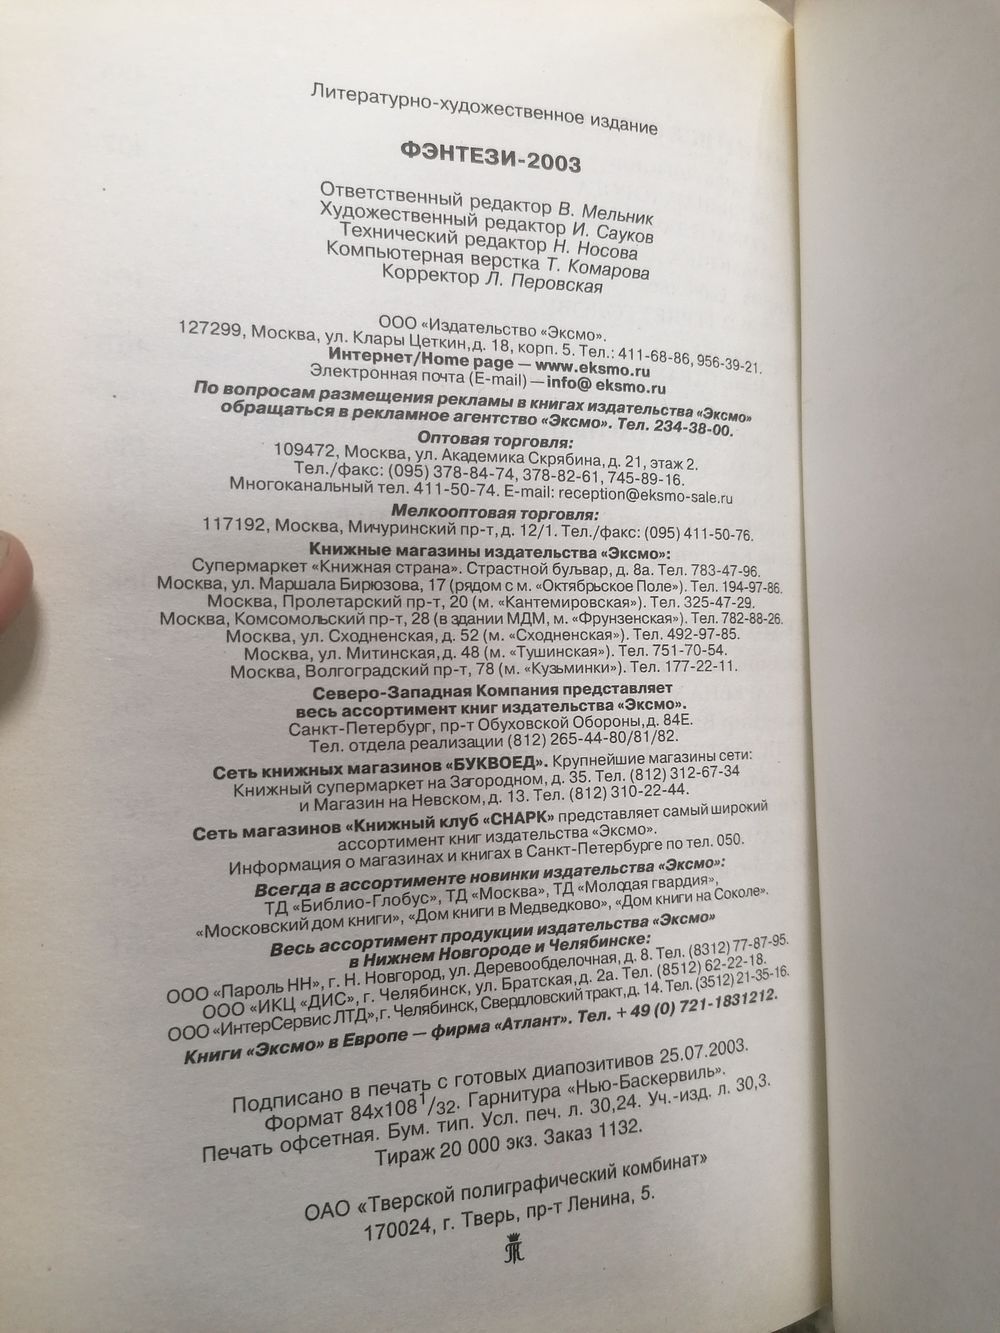 Литературно-художественное издание
ФЭНТЕЗИ-2003
Ответственный редактор В. Мельник
Художественный редактор И. Сауков
Технический редактор Н. Носова
Компьютерная верстка Т. Комарова
Корректор Л. Перовская
ООО «Издательство «Эксмо».
127299, Москва, ул. Клары Цеткин, д. 18, корп. 5. Тел.: 411-68-86, 956-39-21.
Интернет/Home page — www.eksmo.ru
Электронная почта (E-mail) — info@ eksmo.ru
По вопросам размещения рекламы в книгах издательства «Эксмо»
обращаться в рекламное агентство «Эксмо». Тел. 234-38-00.
Оптовая торговля:
109472, Москва, ул. Академика Скрябина, д. 21, этаж 2.
Тел./факс: (095) 378-84-74, 378-82-61, 745-89-16.
Многоканальный тел. 411-50-74. E-mail: reception@eksmo-sale.ru
Мелкооптовая торговля:
117192, Москва, Мичуринский пр-т, д. 12/1. Тел./факс: (095) 411-50-76.
Книжные магазины издательства «Эксмо»:
Супермаркет «Книжная страна». Страстной бульвар, д. 8а. Тел. 783-47-96.
Москва, ул. Маршала Бирюзова, 17 (рядом с м. «Октябрьское Поле»). Тел. 194-97-86.
Москва, Пролетарский пр-т, 20 (м. «Кантемировская»). Тел. 325-47-29.
Москва, Комсомольский пр-т, 28 (в здании МДМ, м. «Фрунзенская»). Тел. 782-88-26.
Москва, ул. Сходненская, д. 52 (м. «Сходненская»). Тел. 492-97-85.
Москва, ул. Митинская, д. 48 (м. «Тушинская»). Тел. 751-70-54.
Москва, Волгоградский пр-т, 78 (м. «Кузьминки»). Тел. 177-22-11.
Северо-Западная Компания представляет
весь ассортимент книг издательства «Эксмо».
Санкт-Петербург, пр-т Обуховской Обороны, д. 84Е.
Тел. отдела реализации (812) 265-44-80/81/82.
Сеть книжных магазинов «БУКВОЕД». Крупнейшие магазины сети:
Книжный супермаркет на Загородном, д. 35. Тел. (812) 312-67-34
и Магазин на Невском, д. 13. Тел. (812) 310-22-44.
Сеть магазинов «Книжный клуб «СНАРК» представляет самый широкий
ассортимент книг издательства «Эксмо».
Информация о магазинах и книгах в Санкт-Петербурге по тел. 050.
Всегда в ассортименте новинки издательства «Эксмо»:
ТД «Библио-Глобус», ТД «Москва», ТД «Молодая гвардия»,
«Московский дом книги», «Дом книги в Медведково», «Дом книги на Соколе».
Весь ассортимент продукции издательства «Эксмо»
в Нижнем Новгороде и Челябинске:
ООО «Пароль НН», г. Н. Новгород, ул. Деревообделочная, д. 8. Тел. (8312) 77-87-95.
ООО «ИКЦ «ДИС», г. Челябинск, ул. Братская, д. 2а. Тел. (8512) 62-22-18.
ООО «ИнтерСервис ЛТД», г. Челябинск, Свердловский тракт, д. 14. Тел. (3512) 21-35-16.
Книги «Эксмо» в Европе — фирма «Атлант». Тел. + 49 (0) 721-1831212.
Подписано в печать с готовых диапозитивов 25.07.2003.
Формат 84x108 1/32. Гарнитура «Нью-Баскервиль».
Печать офсетная. Бум. тип. Усл. печ. л. 30,24. Уч.-изд. л. 30,3.
Тираж 20 000 экз. Заказ 1132.
ОАО «Тверской полиграфический комбинат»
170024, г. Тверь, пр-т Ленина, 5.